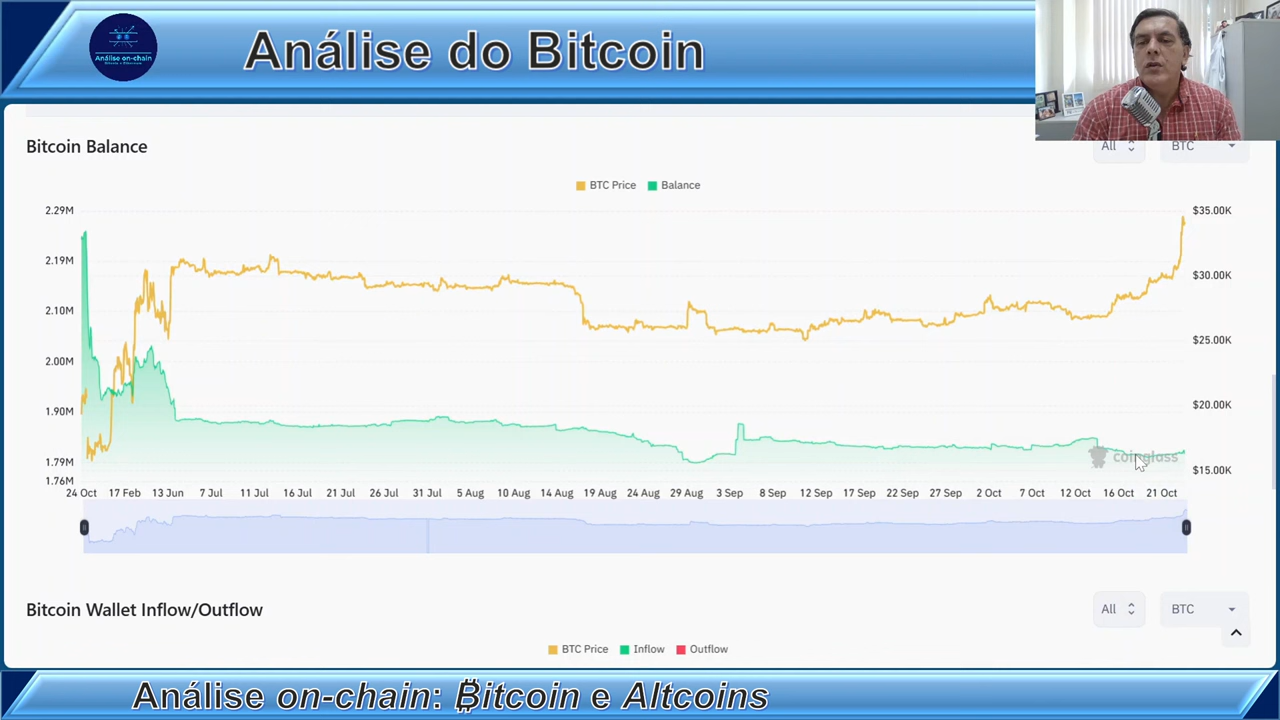 Análise do Bitcoin
Análise on-chain
Bitcoin Balance
All
BTC
BTC Price
Balance
2.29M
2.19M
2.10M
2.00M
1.90M
1.79M
1.76M
$35.00K
$30.00K
$25.00K
$20.00K
$15.00K
coinglass
24 Oct 17 Feb 13 Jun 7 Jul 11 Jul 16 Jul 21 Jul 26 Jul 31 Jul 5 Aug 10 Aug 14 Aug 19 Aug 24 Aug 29 Aug 3 Sep 8 Sep 12 Sep 17 Sep 22 Sep 27 Sep 2 Oct 7 Oct 12 Oct 16 Oct 21 Oct
Bitcoin Wallet Inflow/Outflow
All
BTC
BTC Price
Inflow
Outflow
Análise on-chain: ₿itcoin e Altcoins